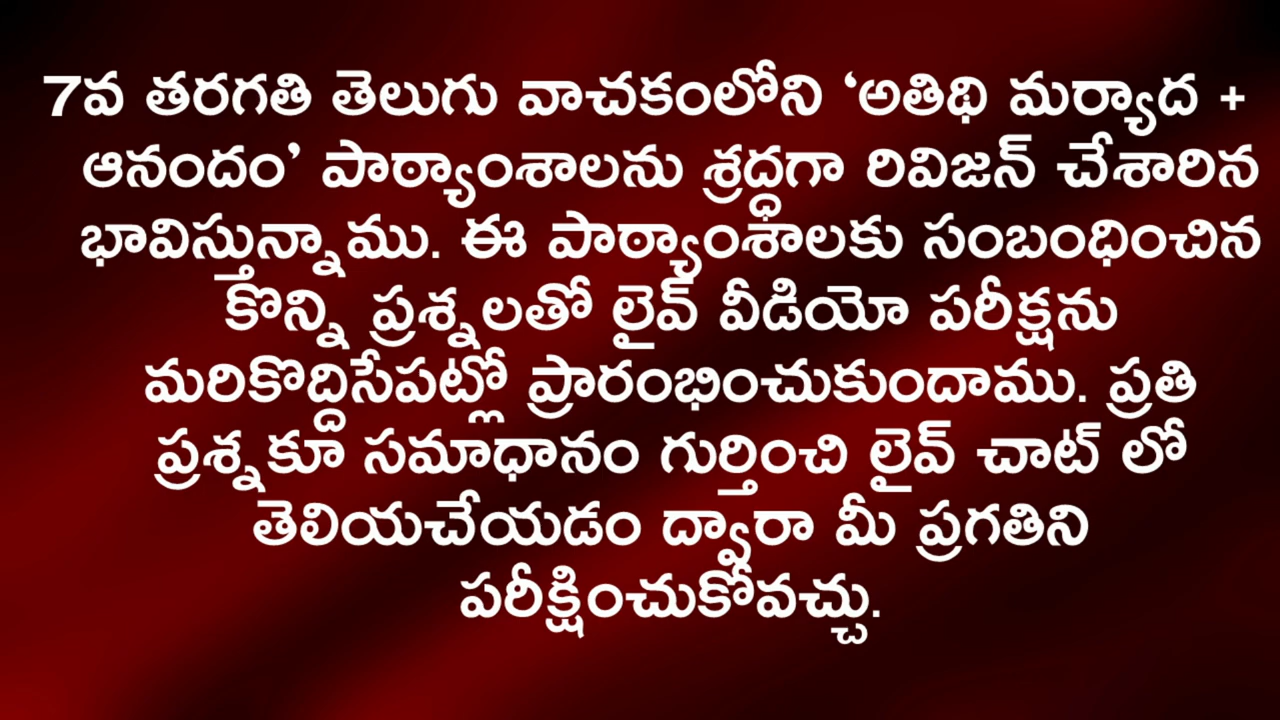 7వ తరగతి తెలుగు వాచకంలోని ‘అతిథి మర్యాద +
ఆనందం’ పాఠ్యాంశాలను శ్రద్ధగా రివిజన్ చేశారిన
భావిస్తున్నాము. ఈ పాఠ్యాంశాలకు సంబంధించిన
కొన్ని ప్రశ్నలతో లైవ్ వీడియో పరీక్షను
మరికొద్దిసేపట్లో ప్రారంభించుకుందాము. ప్రతి
ప్రశ్నకూ సమాధానం గుర్తించి లైవ్ చాట్ లో
తెలియచేయడం ద్వారా మీ ప్రగతిని
పరీక్షించుకోవచ్చు.